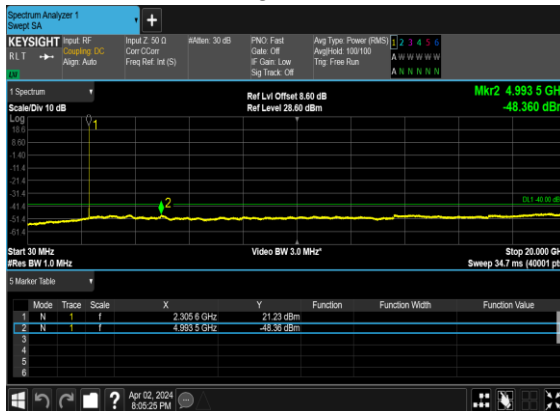 Spectrum Analyzer 1
Swept SA
+
KEYSIGHT Input: RF Input Z: 50 Ω #Atten: 30 dB PNO: Fast Avg Type: Power (RMS) 1 2 3 4 5 6
RLT Coupling: DC Corr CCorr Gate: Off Avg|Hold: 100/100 A W W W W W
Align: Auto Freq Ref: Int (S) IF Gain: Low Trig: Free Run
Sig Track: Off A N N N N N
1 Spectrum Ref Lvl Offset 8.60 dB Mkr2 4.993 5 GH
Scale/Div 10 dB Ref Level 28.60 dBm -48.360 dBr
Log
18.6
8.60
-1.40
-11.4
-21.4
-31.4
-41.4
-51.4
-61.4
1
2
DL1 -40.00 dB
Start 30 MHz Video BW 3.0 MHz* Stop 20.000 GH
#Res BW 1.0 MHz Sweep 34.7 ms (40001 pt
5 Marker Table
Mode Trace Scale X Y Function Function Width Function Value
1 N 1 f 2.305 6 GHz 21.23 dBm
2 N 1 f 4.993 5 GHz -48.36 dBm
3
4
5
6
? Apr 02, 2024
8:05:25 PM